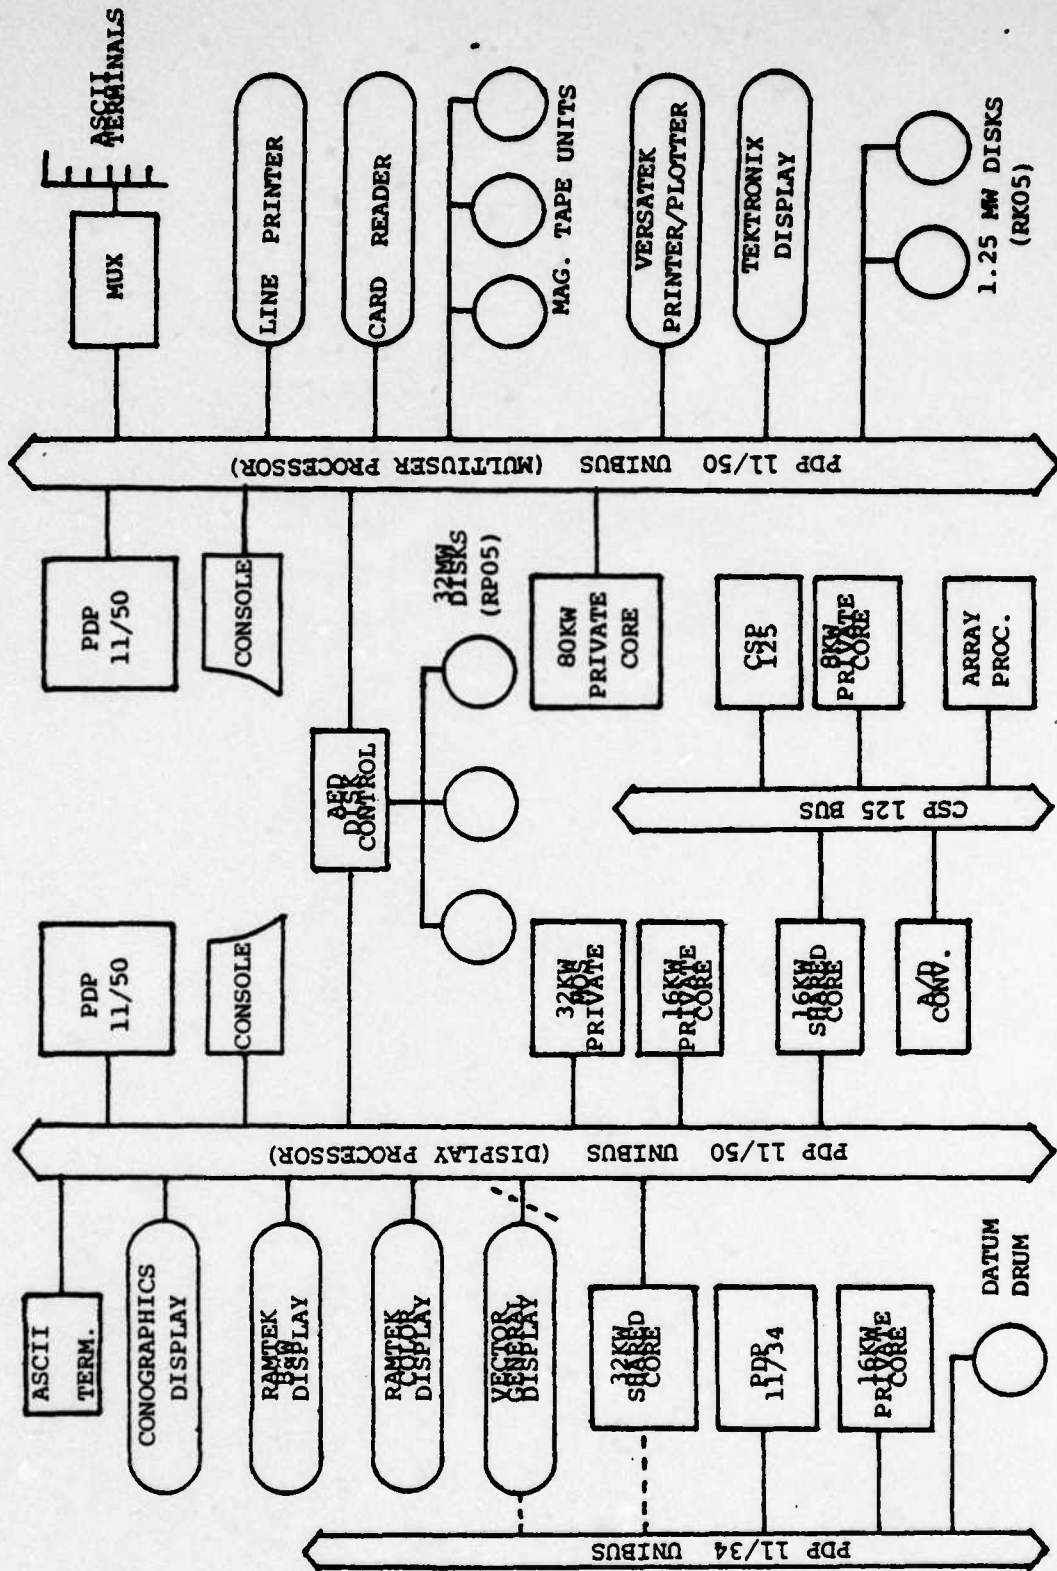 ASCII
TERM.
CONOGRAPHICS
DISPLAY
RAMTEK
B&W
DISPLAY
RAMTEK
COLOR
DISPLAY
VECTOR
GENERAL
DISPLAY
32KW
SHARED
CORE
PDP
11/34
16KW
PRIVATE
CORE
DATUM
DRUM
PDP 11/34 UNIBUS
PDP 11/50 UNIBUS (DISPLAY PROCESSOR)
PDP
11/50
CONSOLE
AED
DISK
CONTROL
32MW
DISKS
(RP05)
32KW
MOS
PRIVATE
16KW
PRIVATE
CORE
16KW
SHARED
CORE
A/D
CONV.
CSP 125 BUS
CSP
125
8KW
PRIVATE
CORE
ARRAY
PROC.
PDP
11/50
CONSOLE
80KW
PRIVATE
CORE
PDP 11/50 UNIBUS (MULTIUSER PROCESSOR)
MUX
ASCII
TERMINALS
LINE PRINTER
CARD READER
MAG. TAPE UNITS
VERSATEK
PRINTER/PLOTTER
TEKTRONIX
DISPLAY
1.25 MW DISKS
(RK05)